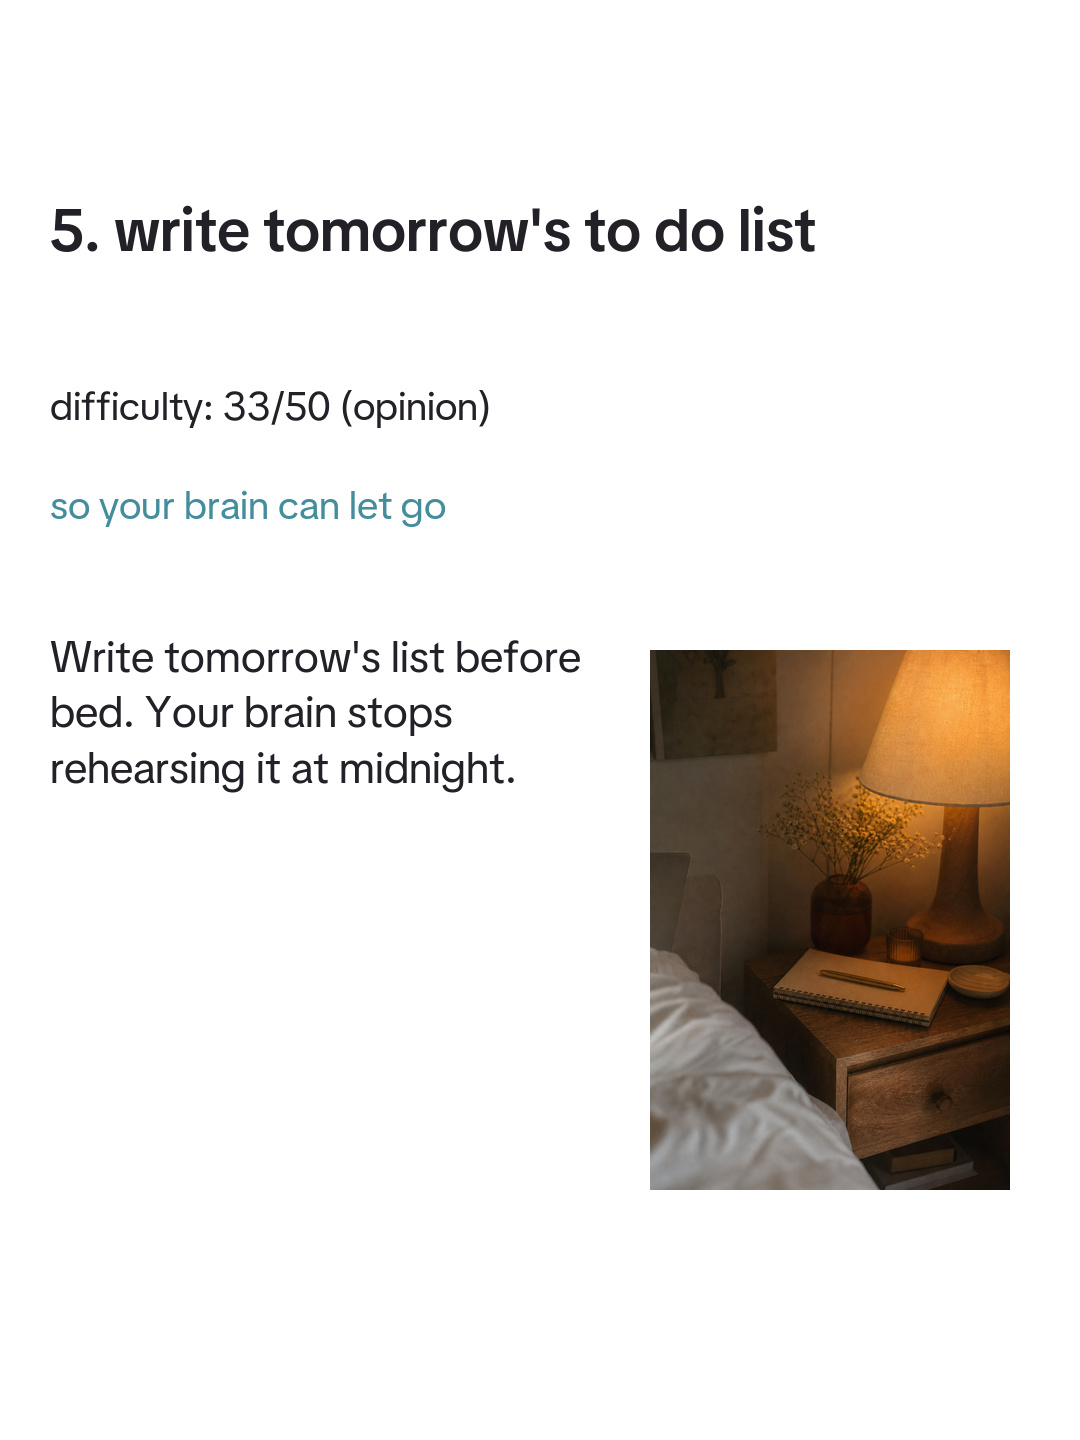 5. write tomorrow's to do list
difficulty: 33/50 (opinion)
so your brain can let go
Write tomorrow's list before
bed. Your brain stops
rehearsing it at midnight.